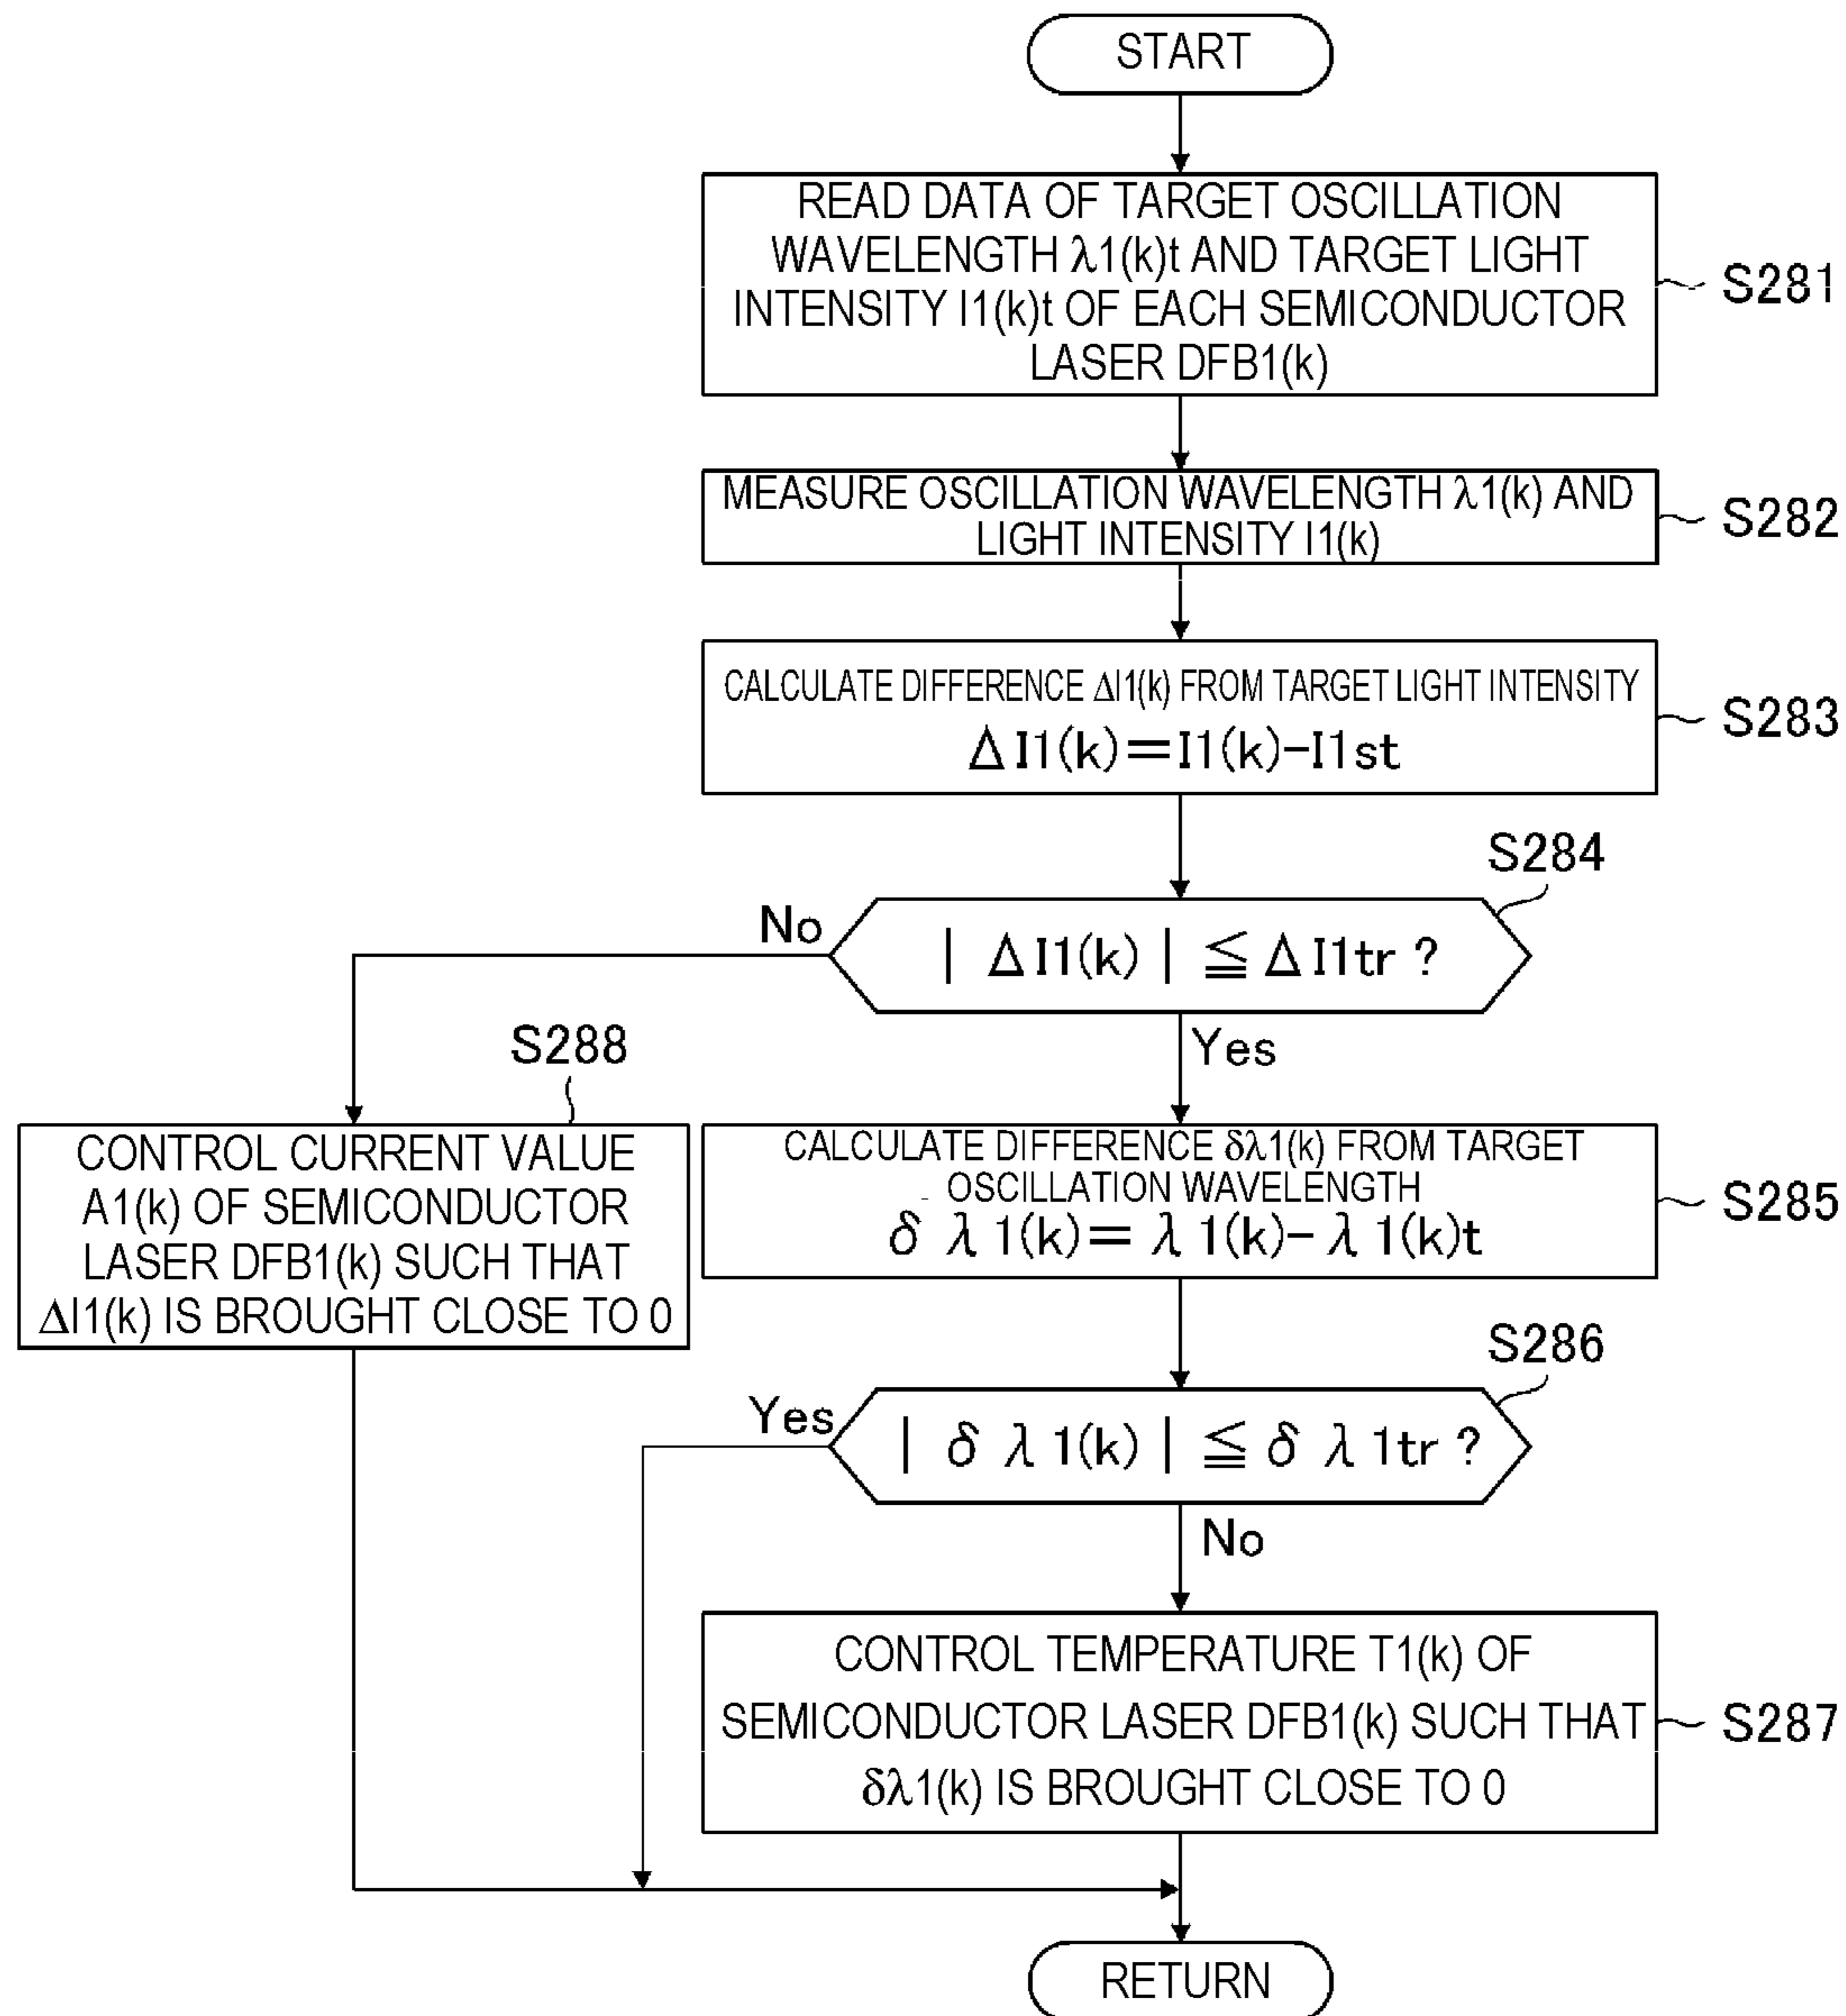 START
READ DATA OF TARGET OSCILLATION
WAVELENGTH λ1(k)t AND TARGET LIGHT
INTENSITY I1(k)t OF EACH SEMICONDUCTOR
LASER DFB1(k)
S281
MEASURE OSCILLATION WAVELENGTH λ1(k) AND
LIGHT INTENSITY I1(k)
S282
CALCULATE DIFFERENCE ΔI1(k) FROM TARGET LIGHT INTENSITY
ΔI1(k)=I1(k)-I1st
S283
S284
| ΔI1(k) | ≦ ΔI1tr ?
No
Yes
S288
CONTROL CURRENT VALUE
A1(k) OF SEMICONDUCTOR
LASER DFB1(k) SUCH THAT
ΔI1(k) IS BROUGHT CLOSE TO 0
CALCULATE DIFFERENCE δλ1(k) FROM TARGET
OSCILLATION WAVELENGTH
δ λ 1(k)= λ 1(k)- λ 1(k)t
S285
S286
| δ λ 1(k) | ≦ δ λ 1tr ?
Yes
No
CONTROL TEMPERATURE T1(k) OF
SEMICONDUCTOR LASER DFB1(k) SUCH THAT
δλ1(k) IS BROUGHT CLOSE TO 0
S287
RETURN